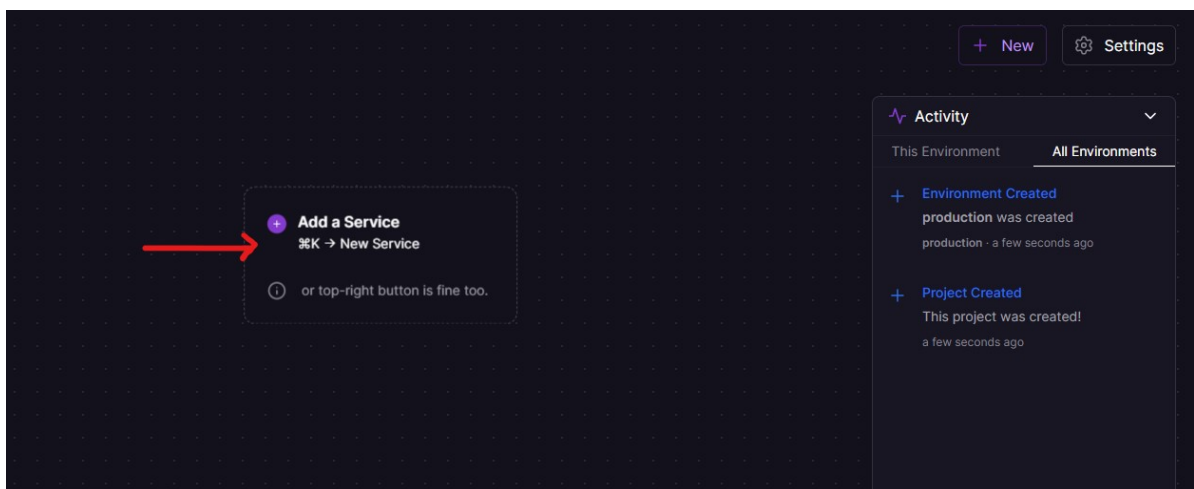 + New
Settings
Activity
This Environment
All Environments
Add a Service
⌘K → New Service
or top-right button is fine too.
Environment Created
production was created
production · a few seconds ago
Project Created
This project was created!
a few seconds ago